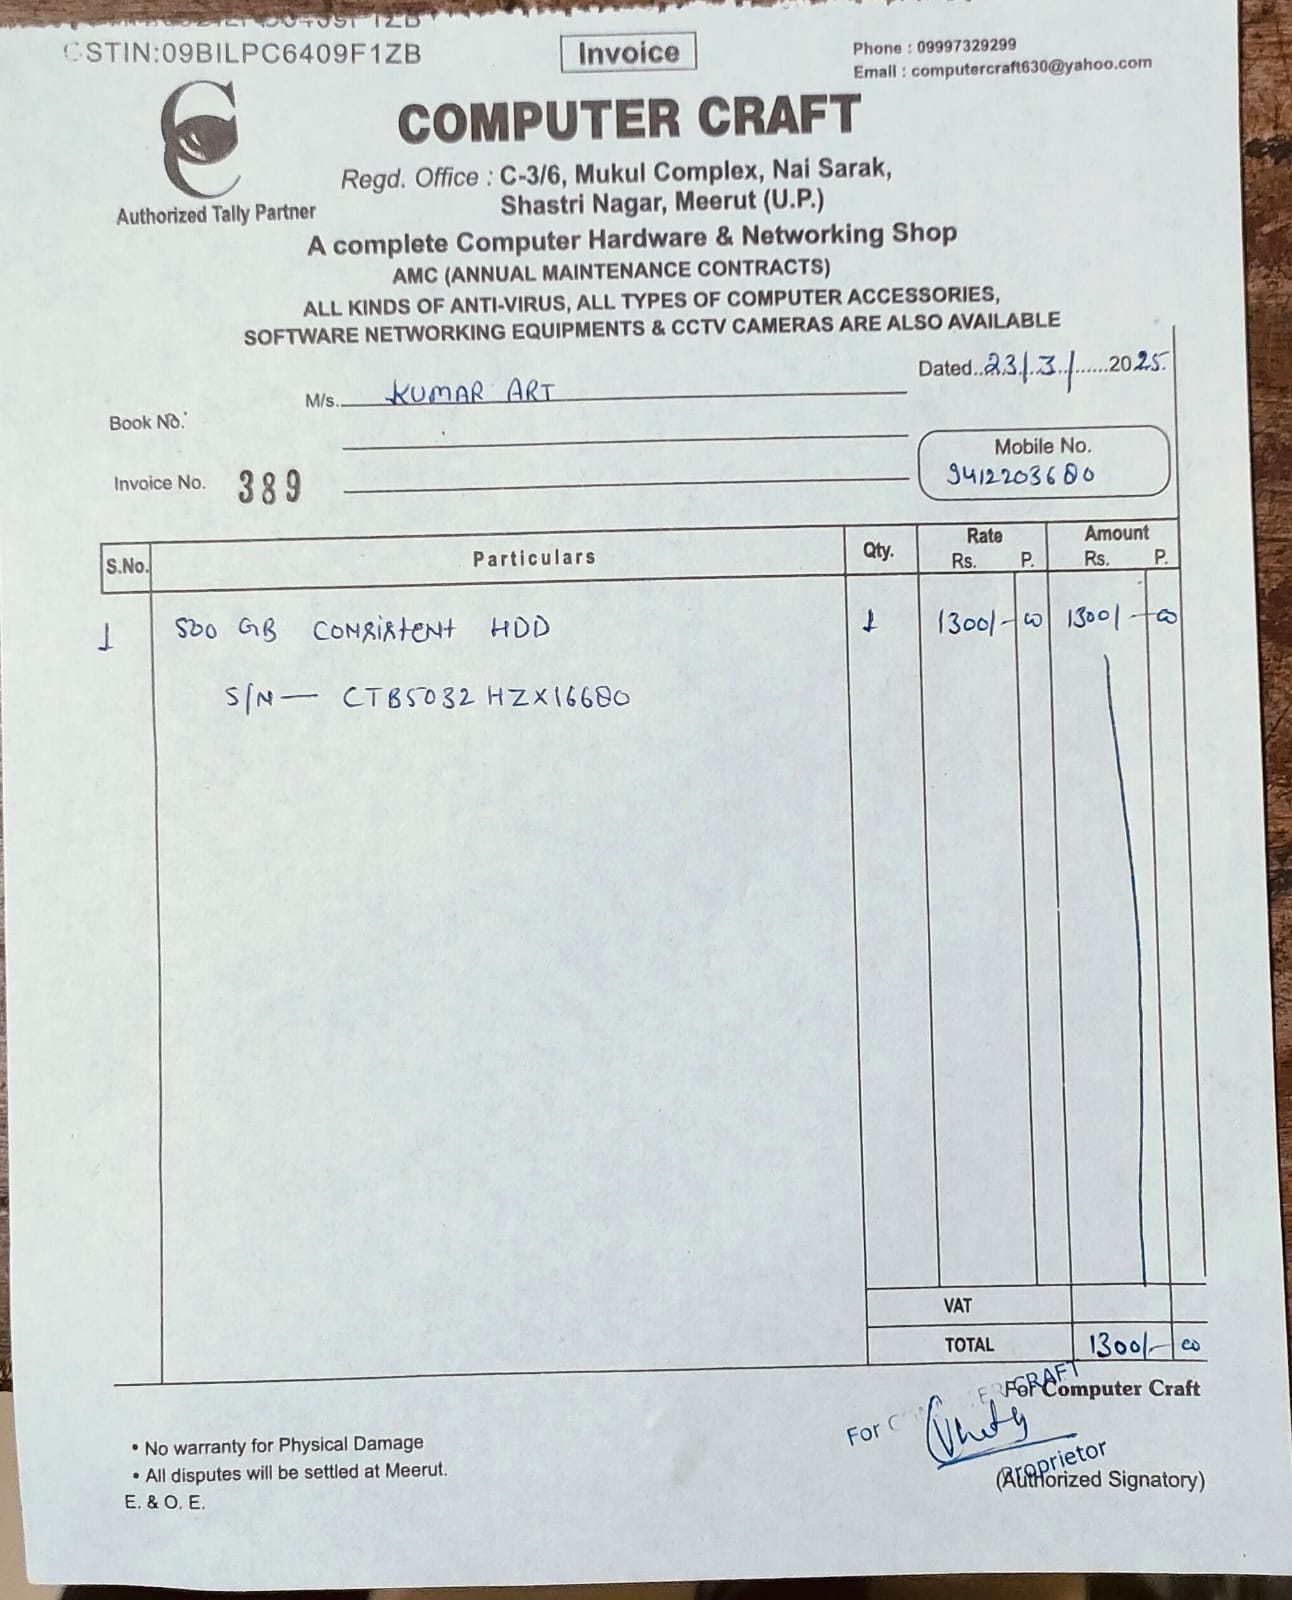 GSTIN:09BILPC6409F1ZB
Invoice
Phone : 09997329299
Email : computercraft630@yahoo.com
COMPUTER CRAFT
Authorized Tally Partner
Regd. Office : C-3/6, Mukul Complex, Nai Sarak,
Shastri Nagar, Meerut (U.P.)
A complete Computer Hardware & Networking Shop
AMC (ANNUAL MAINTENANCE CONTRACTS)
ALL KINDS OF ANTI-VIRUS, ALL TYPES OF COMPUTER ACCESSORIES,
SOFTWARE NETWORKING EQUIPMENTS & CCTV CAMERAS ARE ALSO AVAILABLE
Dated..23/.3./......2025.
M/s. KUMAR ART
Book No.
Mobile No.
9412203680
Invoice No. 389
S.No. Particulars Qty. Rate Rs. P. Amount Rs. P.
1 500 GB CONSISTENT HDD 1 1300/- 00 1300/- 00
S/N — CTB5032HZX16680
VAT
TOTAL 1300/- 00
For Computer Craft
For CRAFT
Proprietor
(Authorized Signatory)
• No warranty for Physical Damage
• All disputes will be settled at Meerut.
E. & O. E.